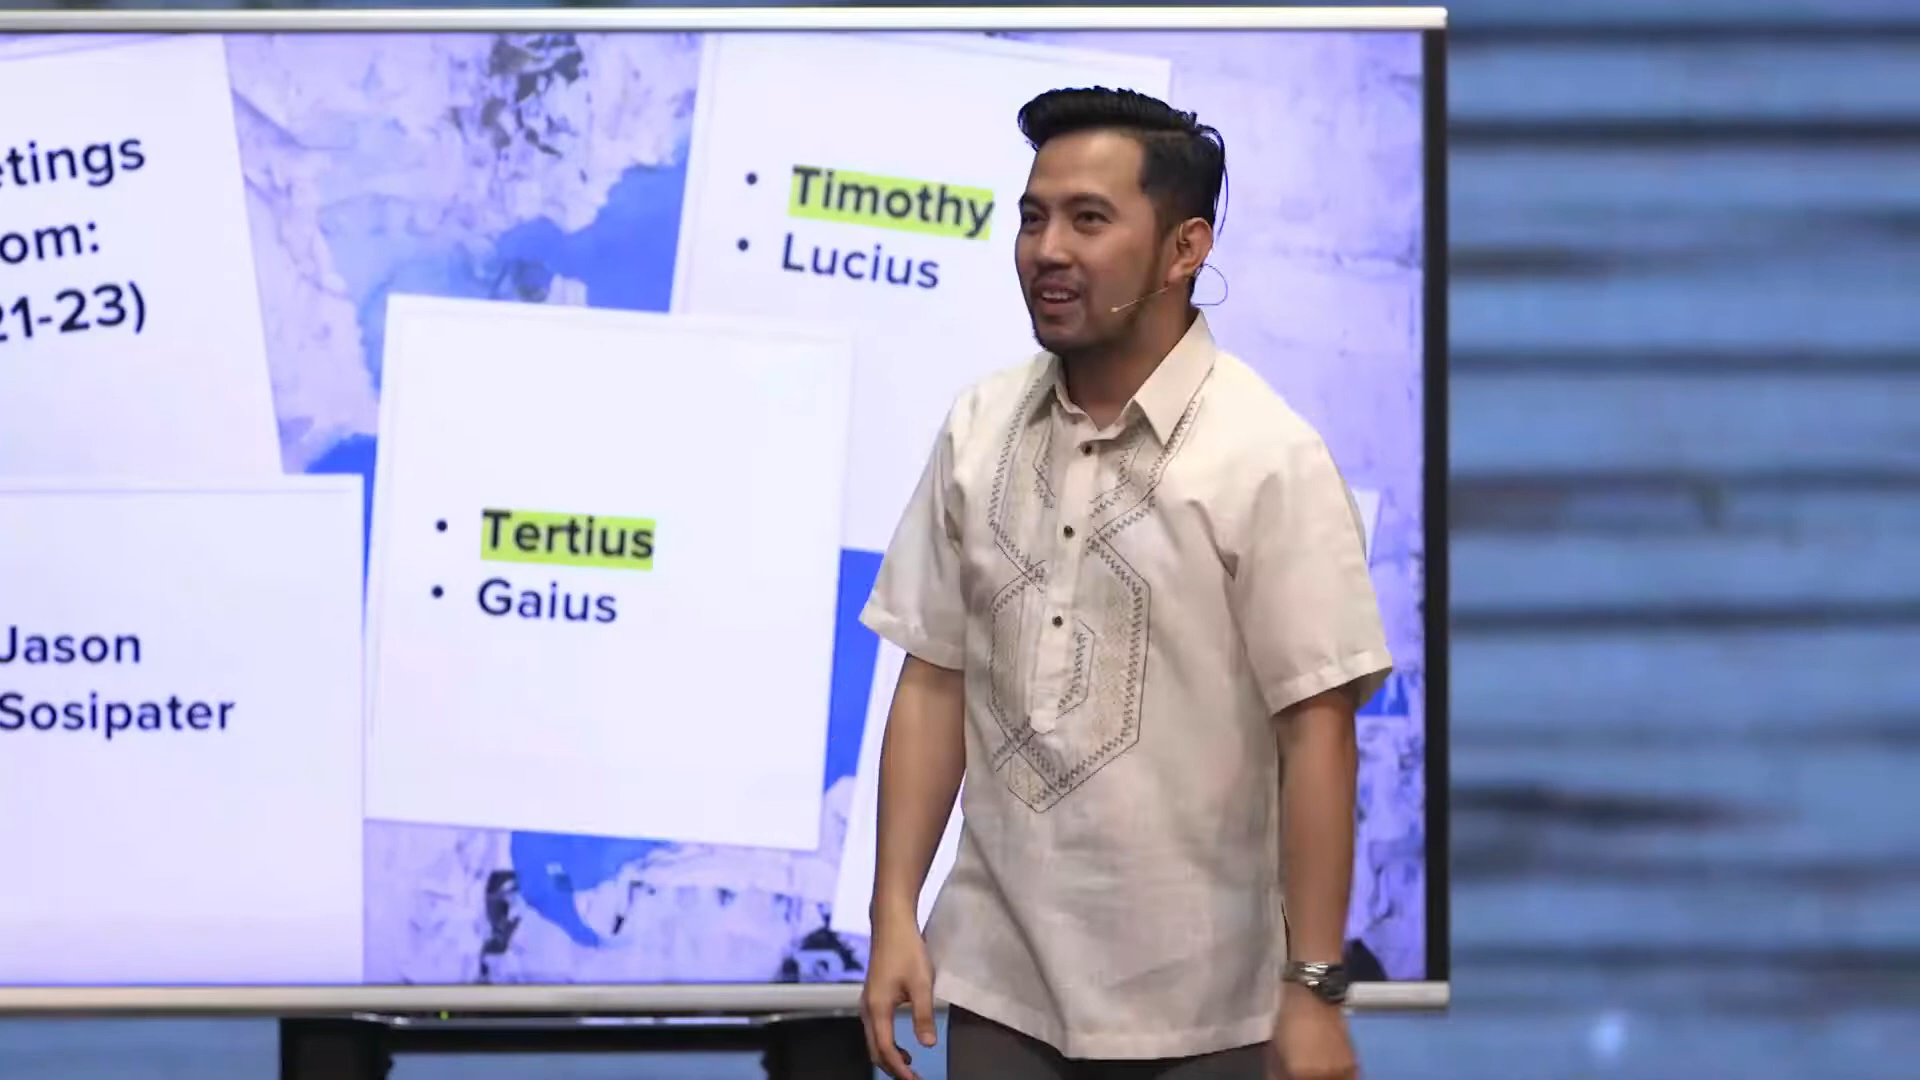 etings
om:
21-23)
Timothy
Lucius
Tertius
Gaius
Jason
Sosipater